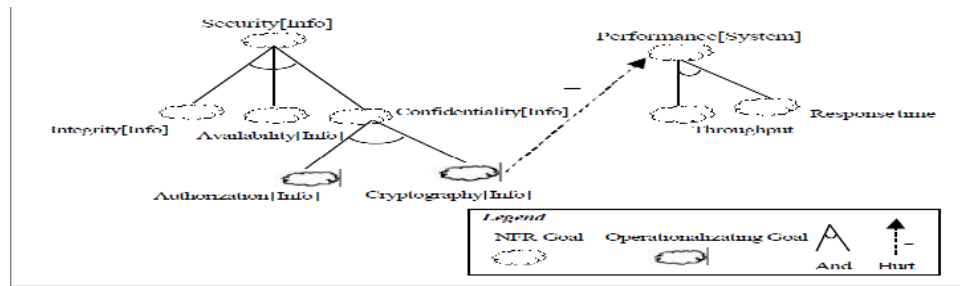 Security[Info]
Performance[System]
Integrity[Info]
Availability[Info]
Confidentiality[Info]
Throughput
Response time
Authorization[Info]
Cryptography[Info]
–
Legend
NFR Goal
Operationalizating Goal
And
Hurt
–